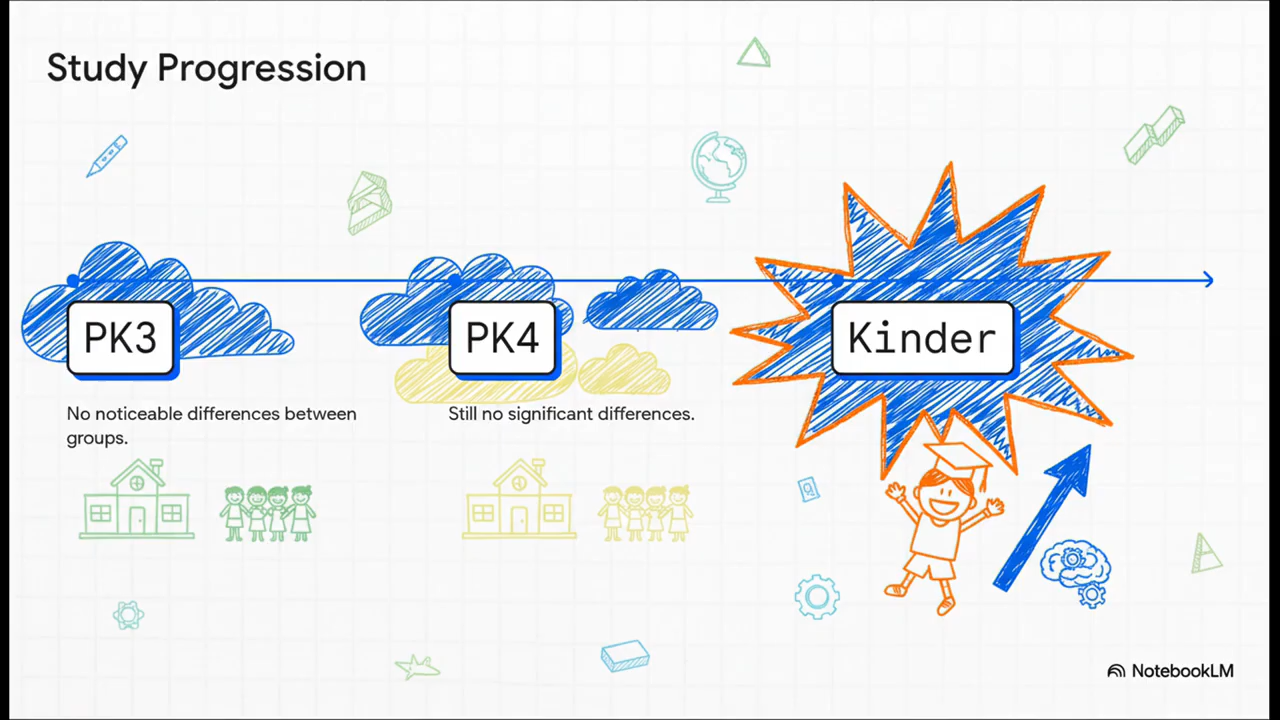 Study Progression
PK3
PK4
Kinder
No noticeable differences between
groups.
Still no significant differences.
NotebookLM